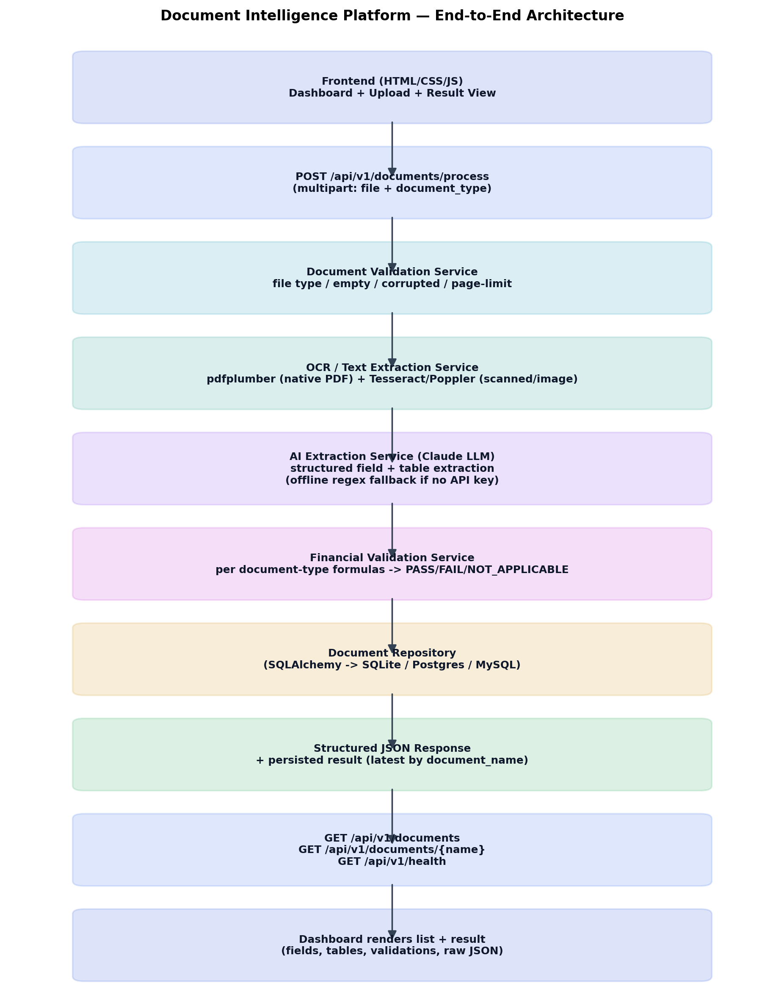 Document Intelligence Platform — End-to-End Architecture
Frontend (HTML/CSS/JS)
Dashboard + Upload + Result View
POST /api/v1/documents/process
(multipart: file + document_type)
Document Validation Service
file type / empty / corrupted / page-limit
OCR / Text Extraction Service
pdfplumber (native PDF) + Tesseract/Poppler (scanned/image)
AI Extraction Service (Claude LLM)
structured field + table extraction
(offline regex fallback if no API key)
Financial Validation Service
per document-type formulas -> PASS/FAIL/NOT_APPLICABLE
Document Repository
(SQLAlchemy -> SQLite / Postgres / MySQL)
Structured JSON Response
+ persisted result (latest by document_name)
GET /api/v1/documents
GET /api/v1/documents/{name}
GET /api/v1/health
Dashboard renders list + result
(fields, tables, validations, raw JSON)